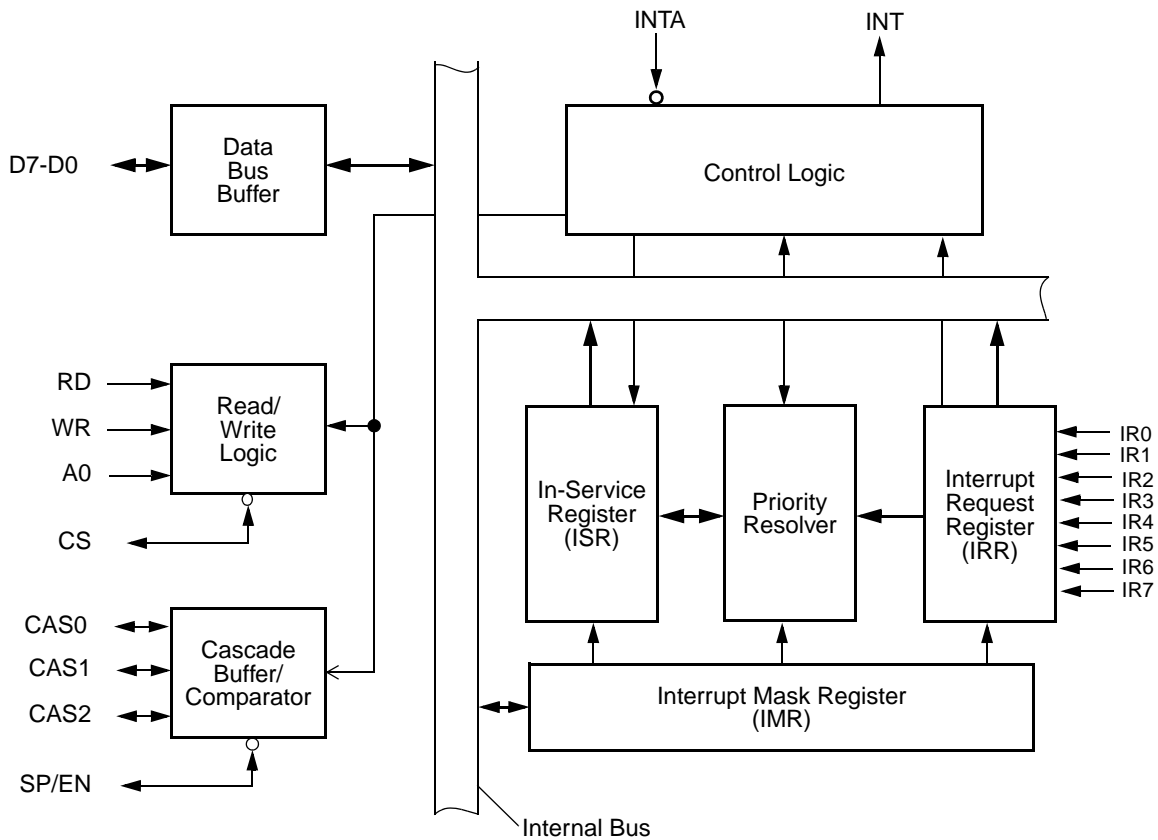 INTA
INT
D7-D0
Data
Bus
Buffer
Control Logic
RD
WR
A0
CS
Read/
Write
Logic
In-Service
Register
(ISR)
Priority
Resolver
Interrupt
Request
Register
(IRR)
IR0
IR1
IR2
IR3
IR4
IR5
IR6
IR7
CAS0
CAS1
CAS2
SP/EN
Cascade
Buffer/
Comparator
Interrupt Mask Register
(IMR)
Internal Bus